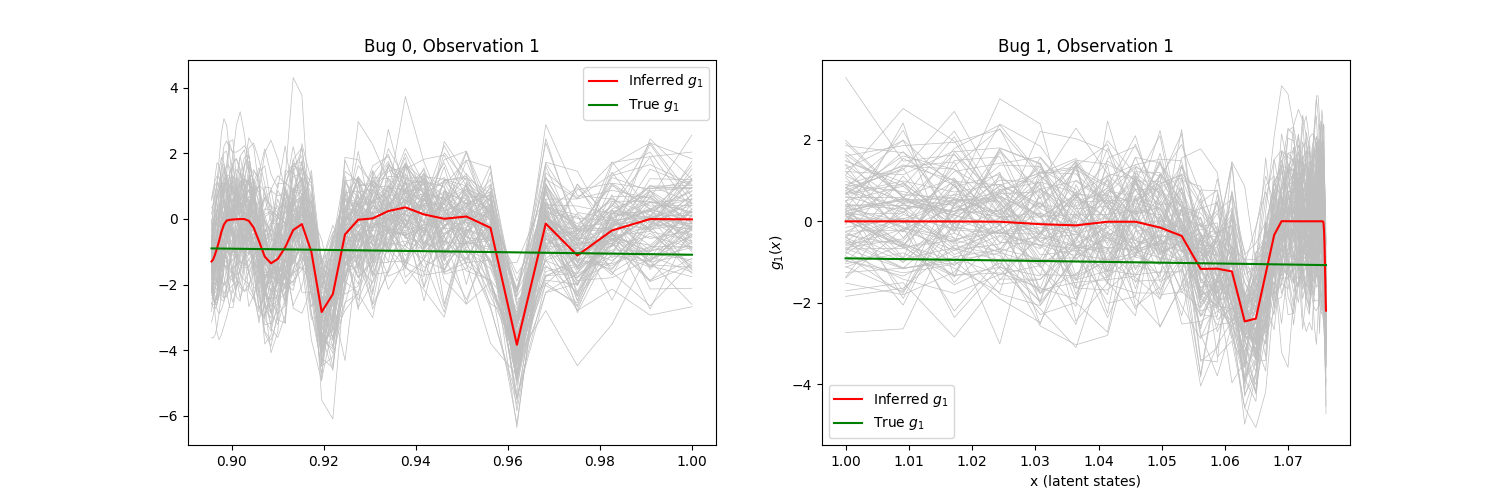 Bug 0, Observation 1
Inferred g₁
True g₁
4
2
0
−2
−4
−6
0.90 0.92 0.94 0.96 0.98 1.00
Bug 1, Observation 1
g₁(x)
2
0
−2
−4
Inferred g₁
True g₁
1.00 1.01 1.02 1.03 1.04 1.05 1.06 1.07
x (latent states)